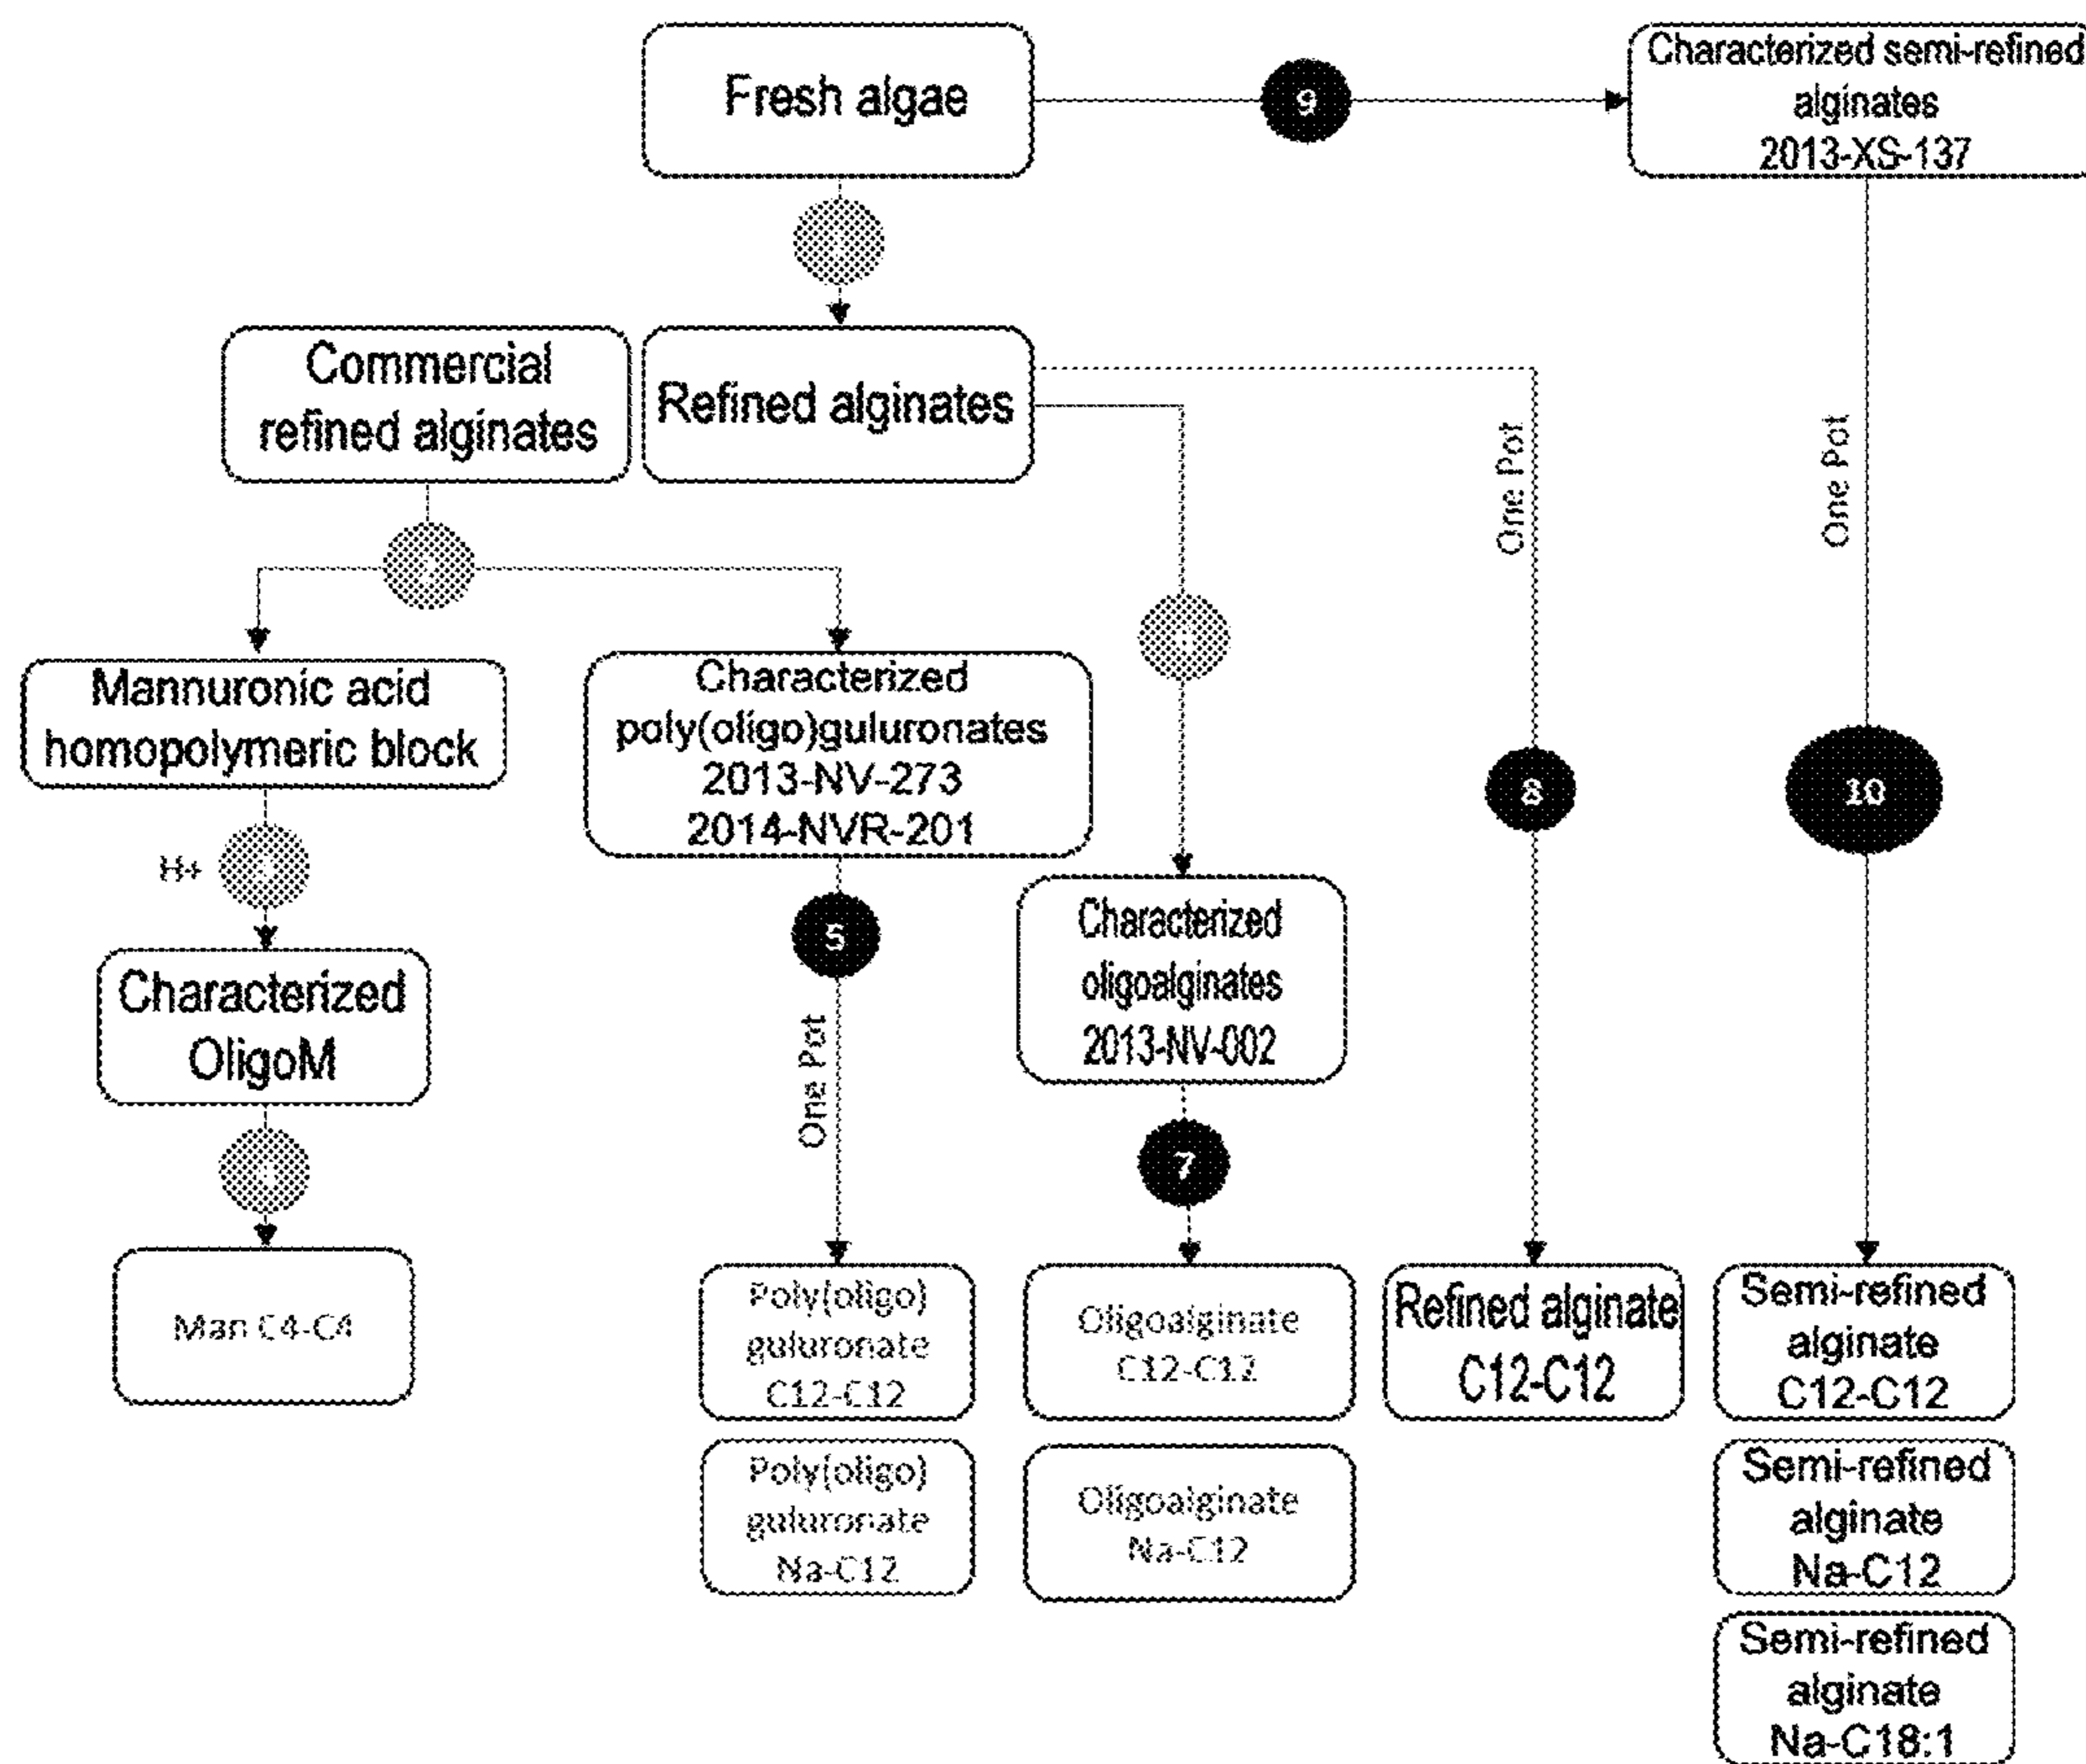 Fresh algae
9
Characterized semi-refined
alginates
2013-XS-137
Commercial
refined alginates
Refined alginates
One Pot
One Pot
2
Mannuronic acid
homopolymeric block
Characterized
poly(oligo)guluronates
2013-NV-273
2014-NVR-201
8
10
H+
5
Characterized
oligoalginates
2013-NV-002
Characterized
OligoM
One Pot
7
4
Man C4-C4
Poly(oligo)
guluronate
C12-C12
Oligoalginate
C12-C12
Refined alginate
C12-C12
Semi-refined
alginate
C12-C12
Poly(oligo)
guluronate
Na-C12
Oligoalginate
Na-C12
Semi-refined
alginate
Na-C12
Semi-refined
alginate
Na-C18:1